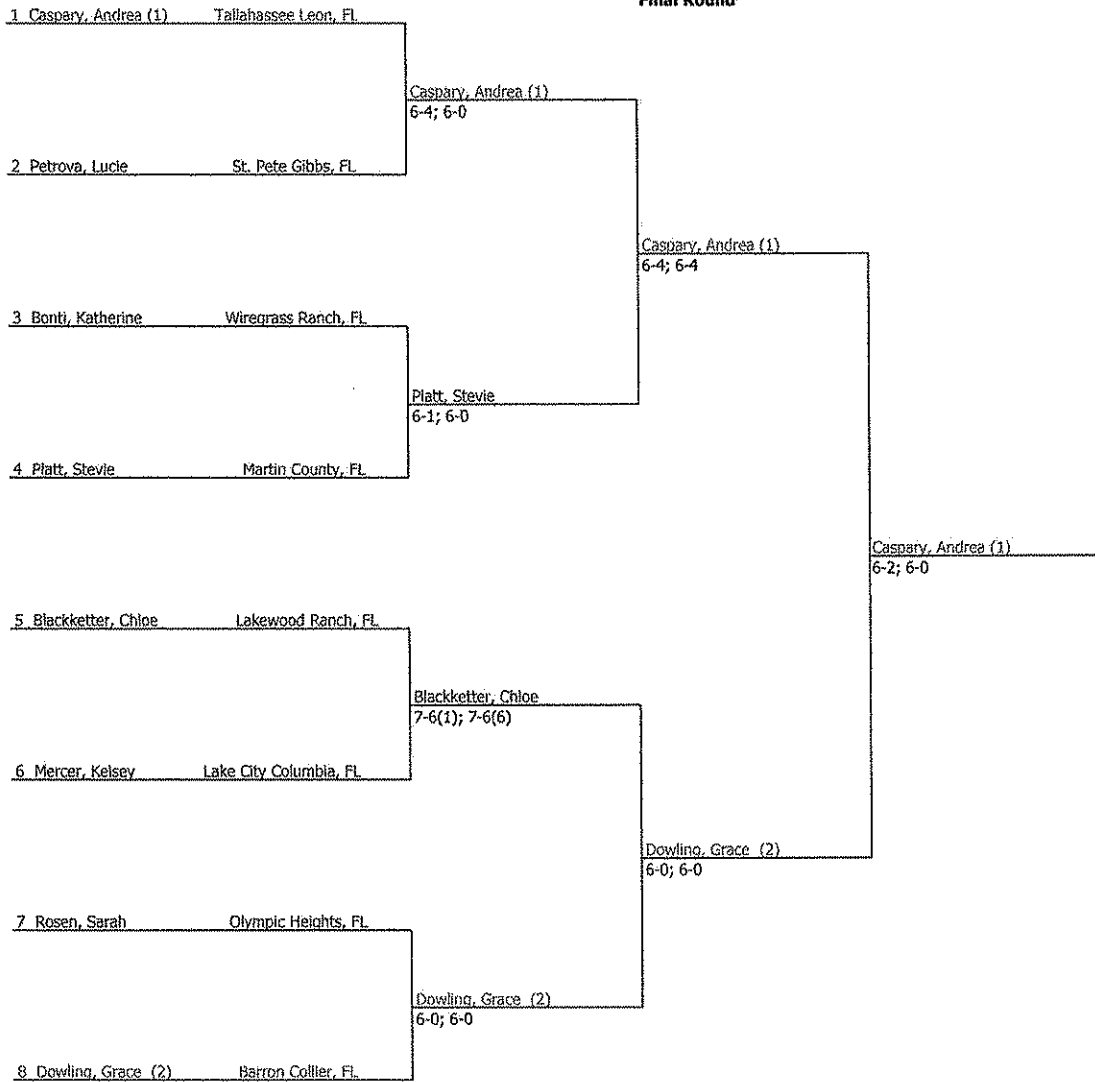 Final Round
1 Caspary, Andrea (1) Tallahassee Leon, FL
Caspary, Andrea (1)
6-4; 6-0
2 Petrova, Lucie St. Pete Gibbs, FL
Caspary, Andrea (1)
6-4; 6-4
3 Bonti, Katherine Wiregrass Ranch, FL
Platt, Stevie
6-1; 6-0
4 Platt, Stevie Martin County, FL
Caspary, Andrea (1)
6-2; 6-0
5 Blackketter, Chloe Lakewood Ranch, FL
Blackketter, Chloe
7-6(1); 7-6(6)
6 Mercer, Kelsey Lake City Columbia, FL
Dowling, Grace (2)
6-0; 6-0
7 Rosen, Sarah Olympic Heights, FL
Dowling, Grace (2)
6-0; 6-0
8 Dowling, Grace (2) Barron Collier, FL